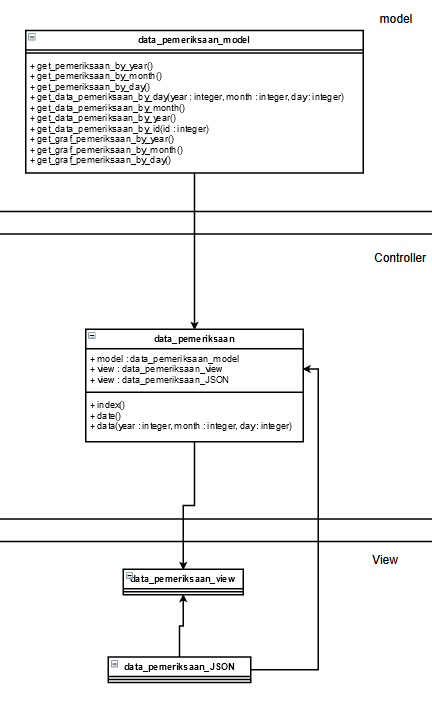 model
data_pemeriksaan_model
+ get_pemeriksaan_by_year()
+ get_pemeriksaan_by_month()
+ get_pemeriksaan_by_day()
+ get_data_pemeriksaan_by_day(year : integer, month : integer, day: integer)
+ get_data_pemeriksaan_by_month()
+ get_data_pemeriksaan_by_year()
+ get_data_pemeriksaan_by_id(id : integer)
+ get_graf_pemeriksaan_by_year()
+ get_graf_pemeriksaan_by_month()
+ get_graf_pemeriksaan_by_day()
Controller
data_pemeriksaan
+ model : data_pemeriksaan_model
+ view : data_pemeriksaan_view
+ view : data_pemeriksaan_JSON
+ index()
+ date()
+ data(year : integer, month : integer, day: integer)
View
data_pemeriksaan_view
data_pemeriksaan_JSON